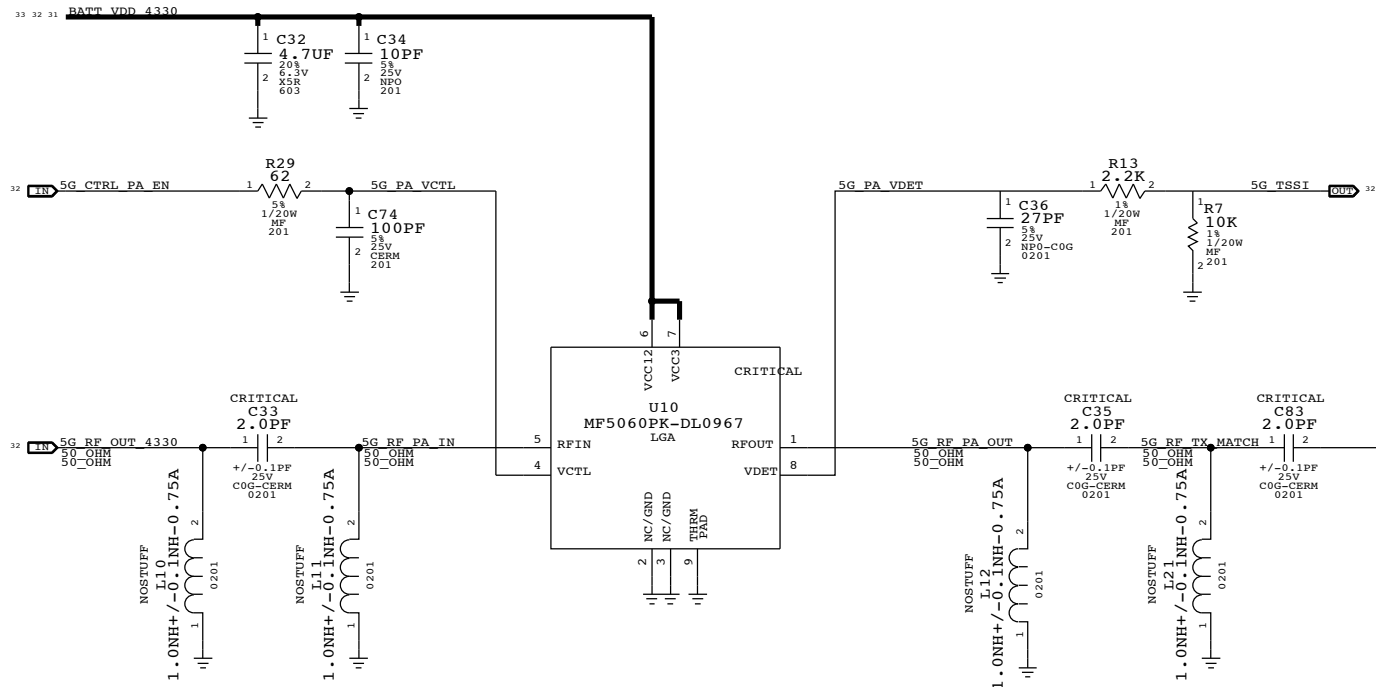 33 32 31 BATT_VDD_4330
1 C32
4.7UF
20%
6.3V
X5R
603
2
1 C34
10PF
5%
25V
NPO
201
2
32 IN 5G_CTRL_PA_EN
R29
62
1 2
5%
1/20W
MF
201
5G_PA_VCTL
1 C74
100PF
5%
25V
CERM
201
2
5G_PA_VDET
1 C36
27PF
5%
25V
NP0-C0G
0201
2
R13
2.2K
1 2
1%
1/20W
MF
201
5G_TSSI
OUT 32
1 R7
10K
1%
1/20W
MF
201
2
6 7
VCC12 VCC3
CRITICAL
U10
MF5060PK-DL0967
LGA
5 RFIN
4 VCTL
RFOUT 1
VDET 8
NC/GND NC/GND THRM PAD
2 3 9
32 IN 5G_RF_OUT_4330
50_OHM
50_OHM
CRITICAL
C33
2.0PF
1 2
+/-0.1PF
25V
C0G-CERM
0201
5G_RF_PA_IN
50_OHM
50_OHM
NOSTUFF
L10
1.0NH+/-0.1NH-0.75A
0201
2
1
NOSTUFF
L11
1.0NH+/-0.1NH-0.75A
0201
2
1
5G_RF_PA_OUT
50_OHM
50_OHM
CRITICAL
C35
2.0PF
1 2
+/-0.1PF
25V
C0G-CERM
0201
5G_RF_TX_MATCH
50_OHM
50_OHM
CRITICAL
C83
2.0PF
1 2
+/-0.1PF
25V
C0G-CERM
0201
NOSTUFF
L12
1.0NH+/-0.1NH-0.75A
0201
2
1
NOSTUFF
L21
1.0NH+/-0.1NH-0.75A
0201
2
1